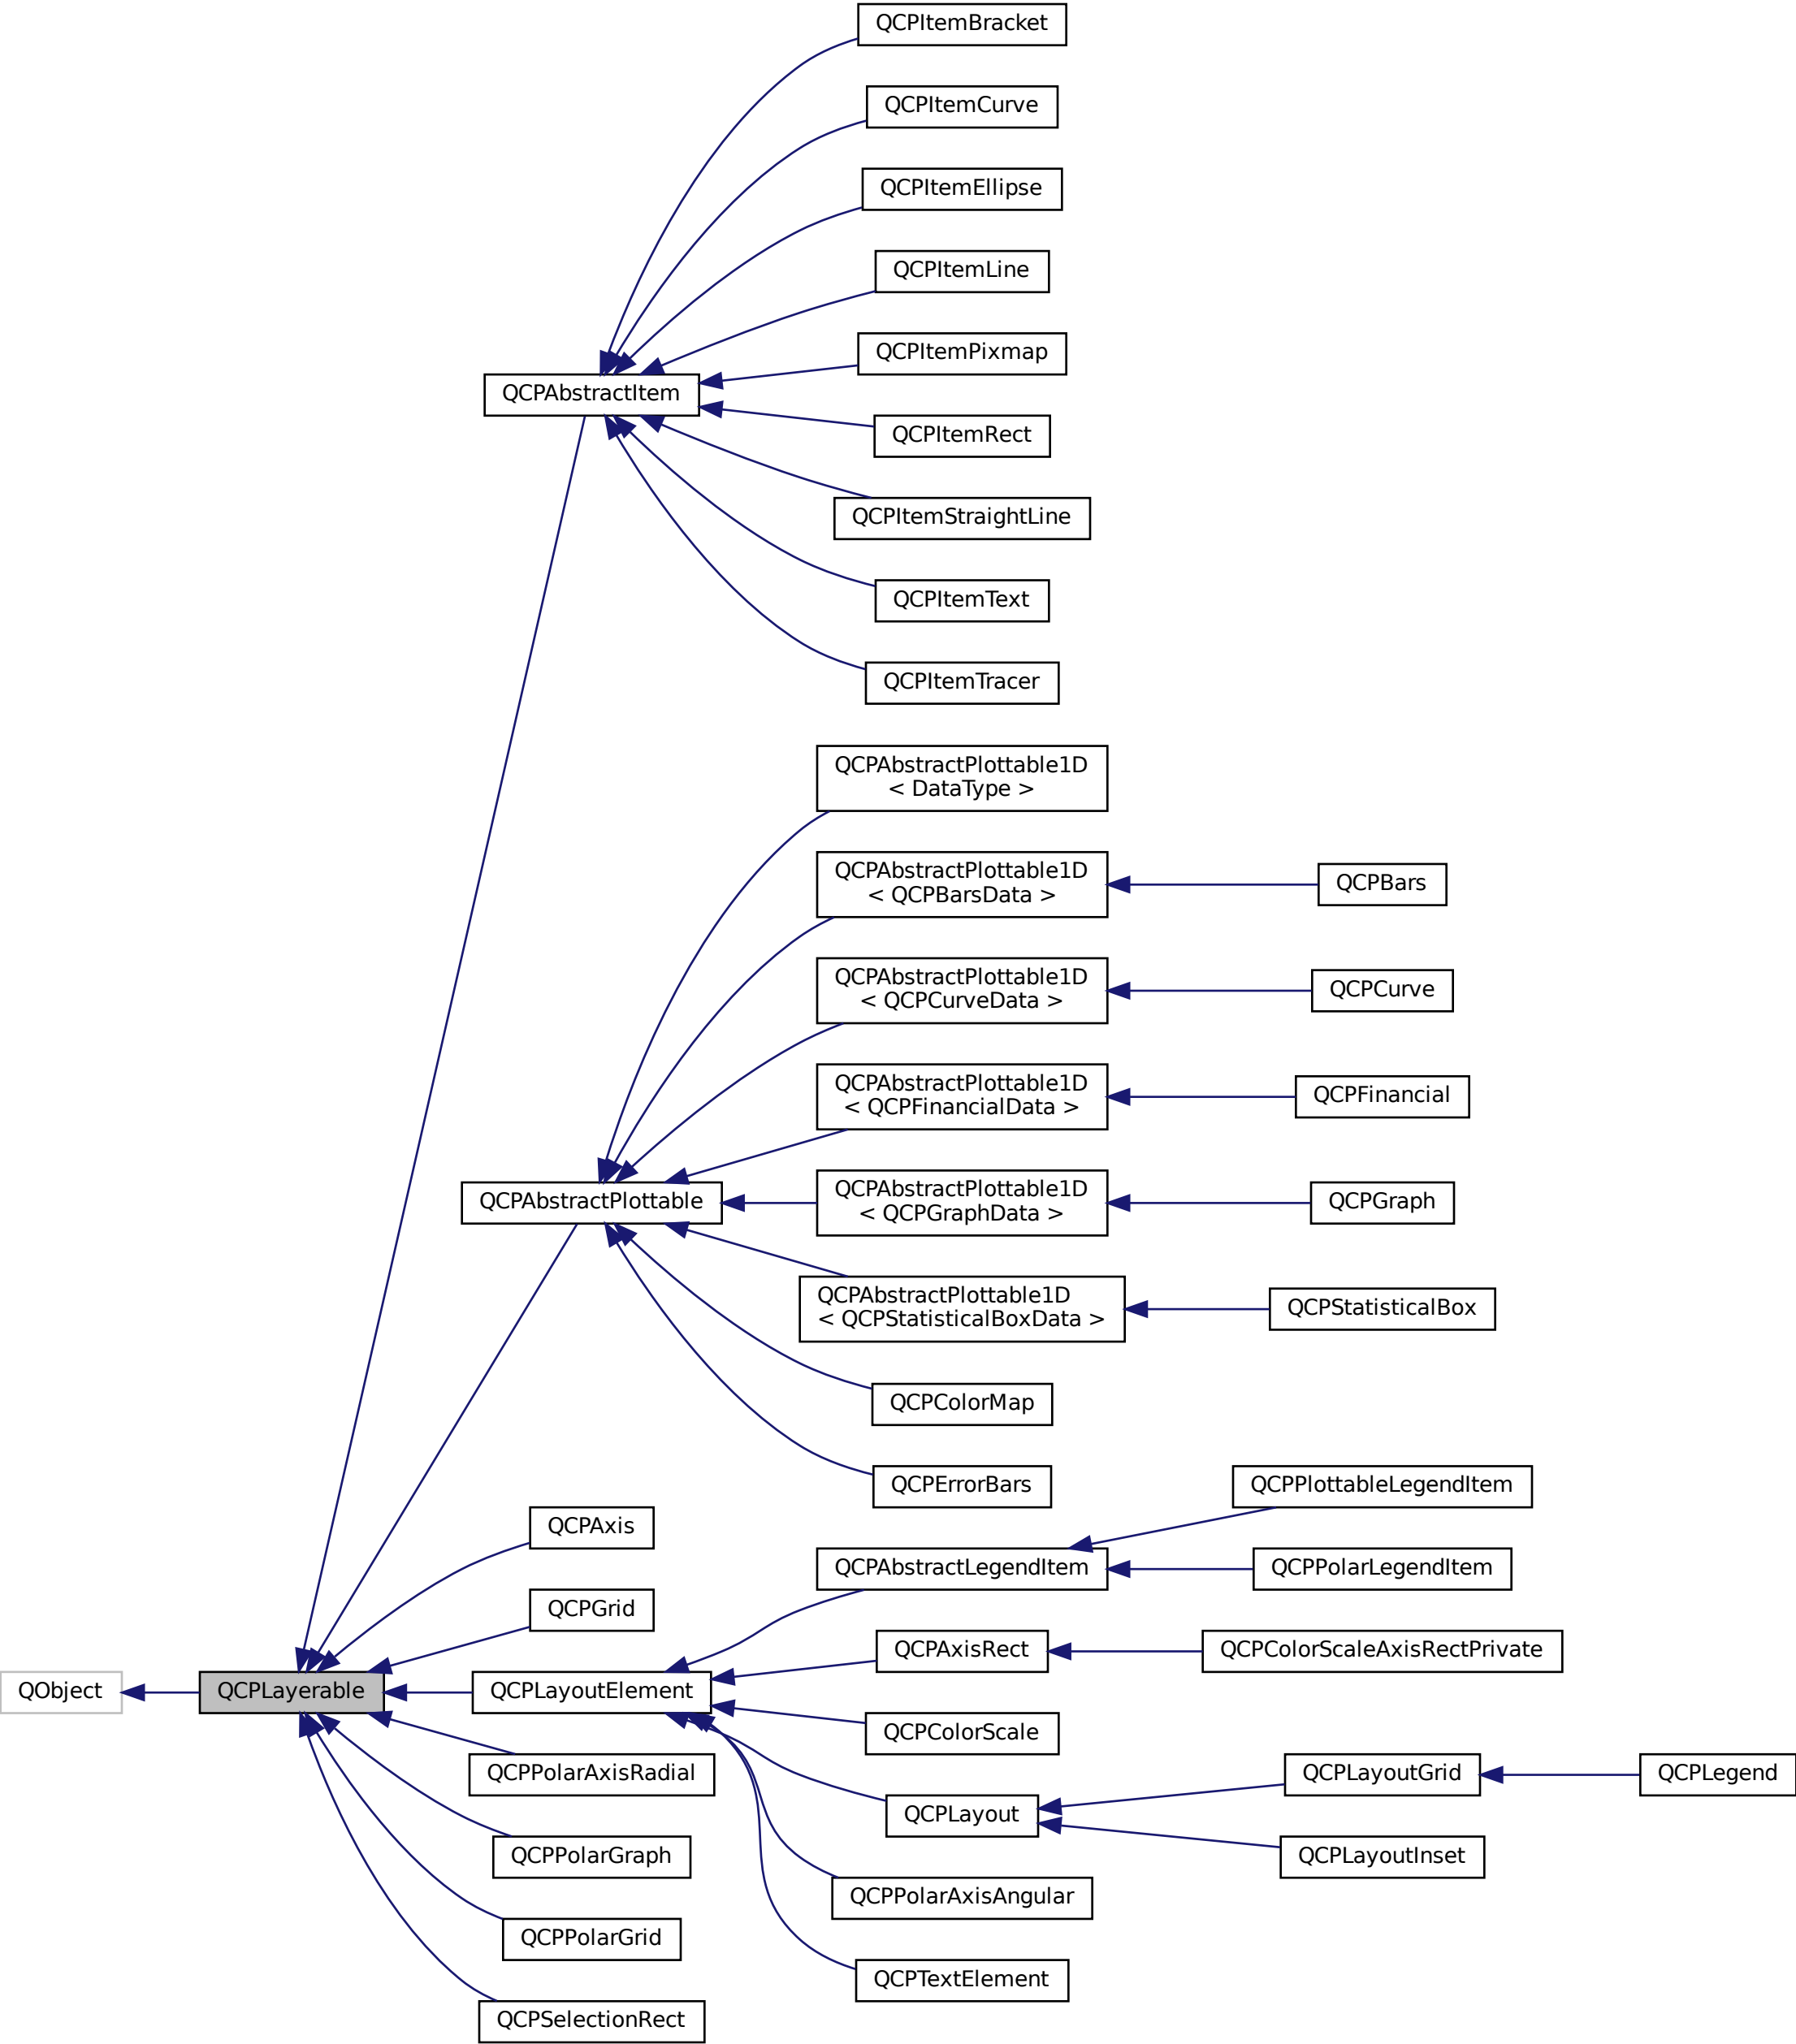 QCPItemBracket
QCPItemCurve
QCPItemEllipse
QCPItemLine
QCPItemPixmap
QCPAbstractItem
QCPItemRect
QCPItemStraightLine
QCPItemText
QCPItemTracer
QCPAbstractPlottable1D
< DataType >
QCPAbstractPlottable1D
< QCPBarsData >
QCPBars
QCPAbstractPlottable1D
< QCPCurveData >
QCPCurve
QCPAbstractPlottable1D
< QCPFinancialData >
QCPFinancial
QCPAbstractPlottable
QCPAbstractPlottable1D
< QCPGraphData >
QCPGraph
QCPAbstractPlottable1D
< QCPStatisticalBoxData >
QCPStatisticalBox
QCPColorMap
QCPErrorBars
QCPPlottableLegendItem
QCPAxis
QCPAbstractLegendItem
QCPPolarLegendItem
QCPGrid
QCPAxisRect
QCPColorScaleAxisRectPrivate
QObject
QCPLayerable
QCPLayoutElement
QCPColorScale
QCPPolarAxisRadial
QCPLayoutGrid
QCPLegend
QCPLayout
QCPPolarGraph
QCPLayoutInset
QCPPolarAxisAngular
QCPPolarGrid
QCPTextElement
QCPSelectionRect